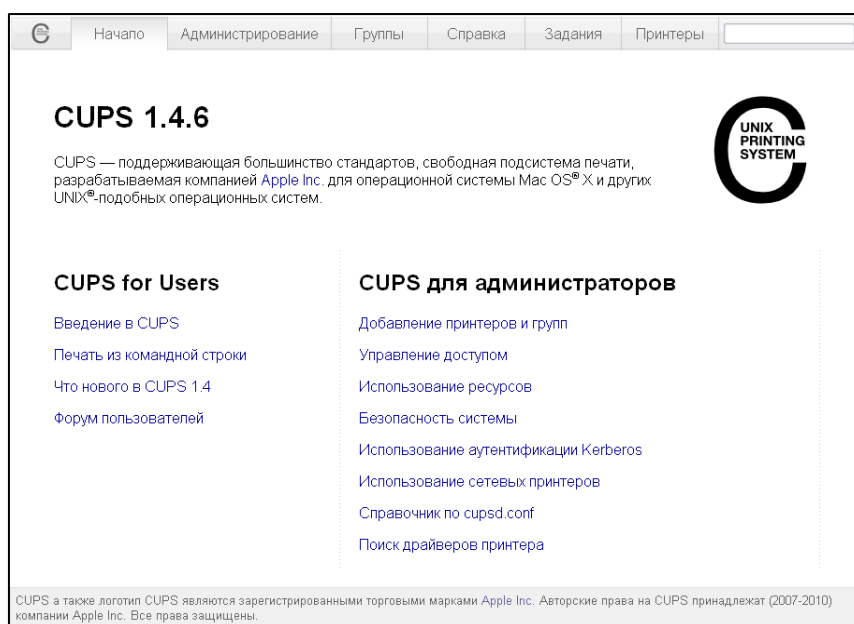 Начало Администрирование Группы Справка Задания Принтеры
CUPS 1.4.6
UNIX
PRINTING
SYSTEM
CUPS — поддерживающая большинство стандартов, свободная подсистема печати,
разрабатываемая компанией Apple Inc. для операционной системы Mac OS® X и других
UNIX®-подобных операционных систем.
CUPS for Users
Введение в CUPS
Печать из командной строки
Что нового в CUPS 1.4
Форум пользователей
CUPS для администраторов
Добавление принтеров и групп
Управление доступом
Использование ресурсов
Безопасность системы
Использование аутентификации Kerberos
Использование сетевых принтеров
Справочник по cupsd.conf
Поиск драйверов принтера
CUPS а также логотип CUPS являются зарегистрированными торговыми марками Apple Inc. Авторские права на CUPS принадлежат (2007-2010)
компании Apple Inc. Все права защищены.